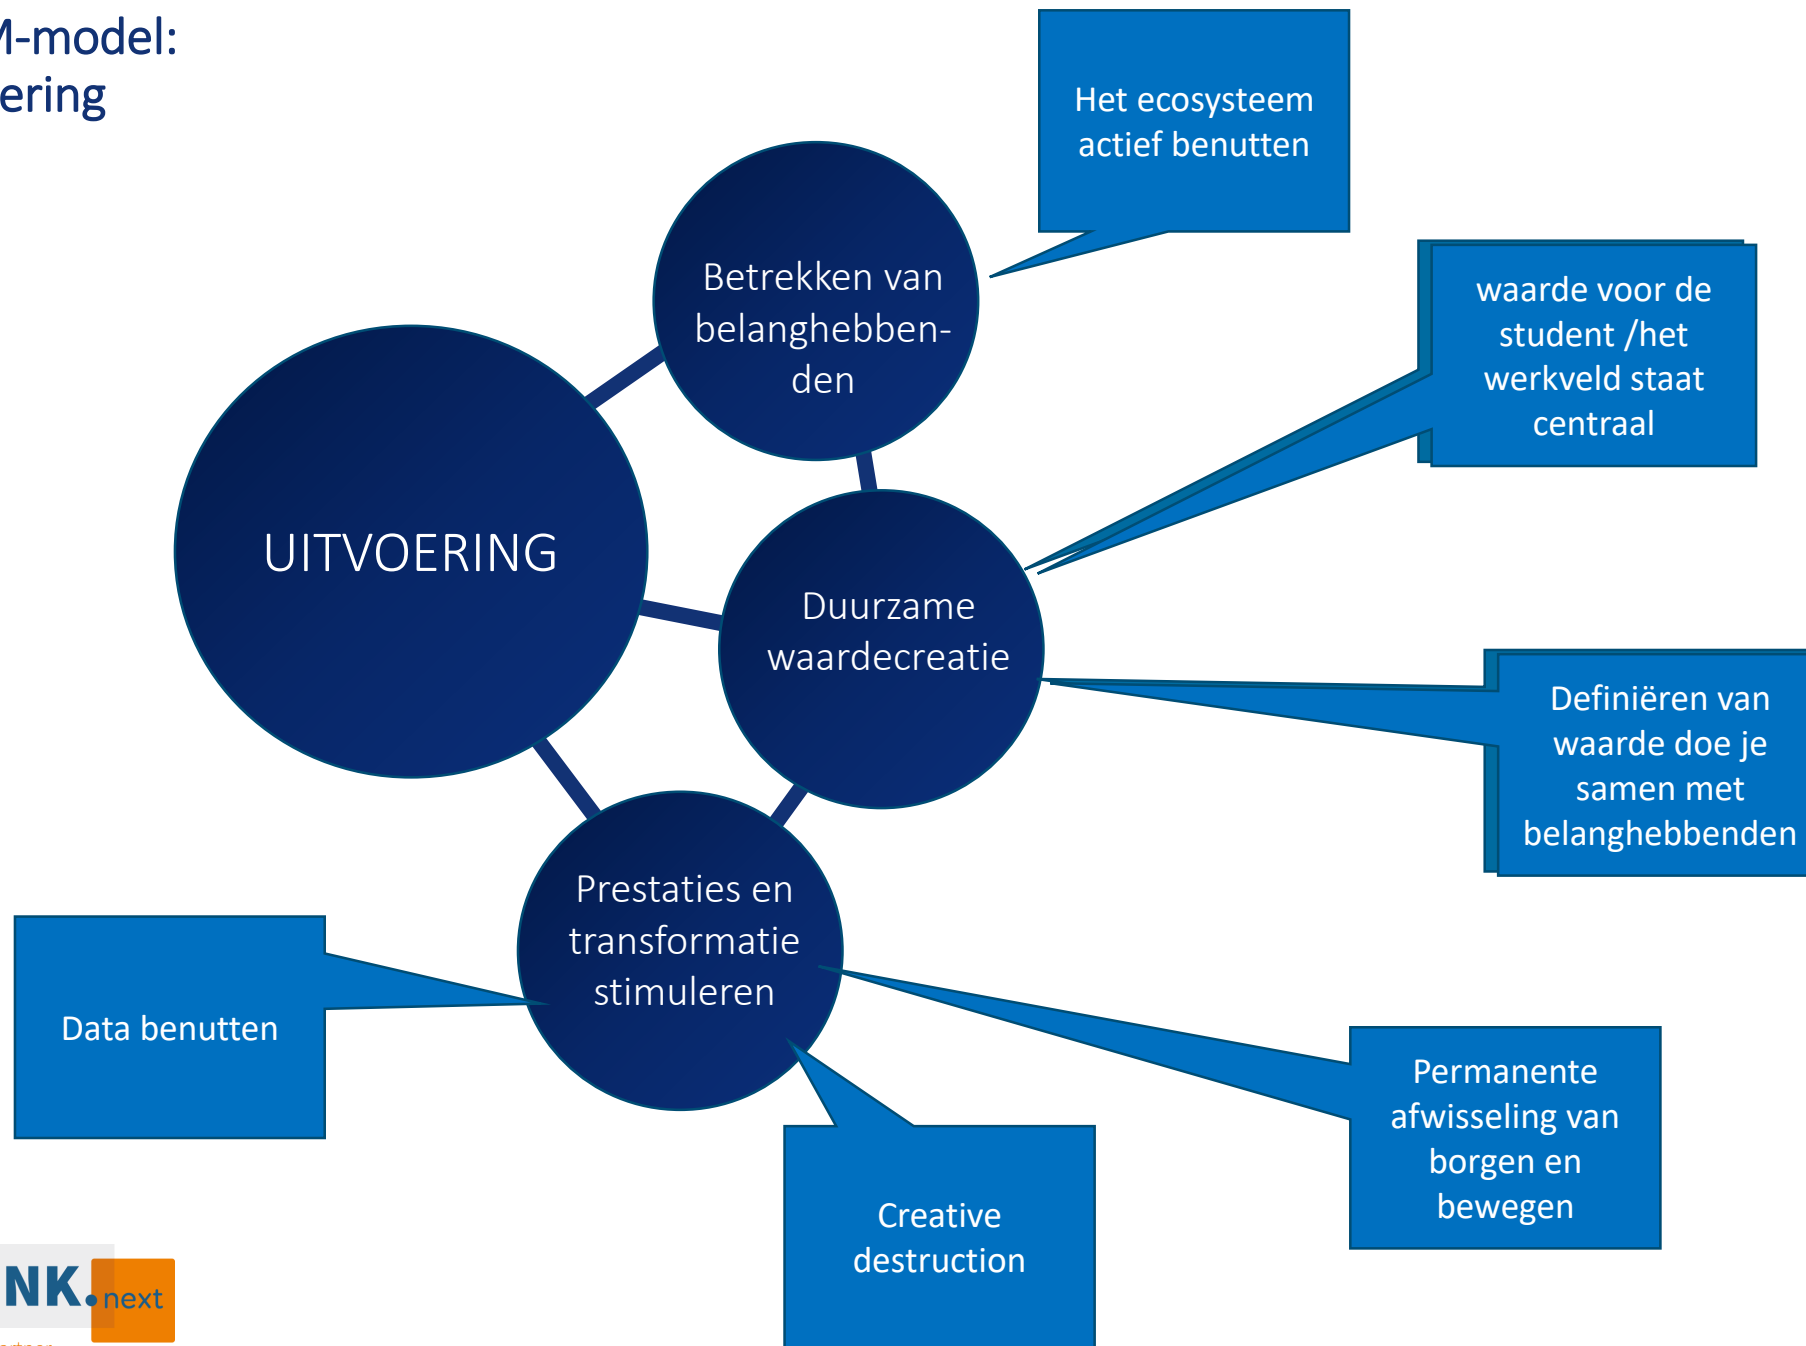 M-model:
ering
Het ecosysteem
actief benutten
Betrekken van
belanghebben-
den
waarde voor de
student /het
werkveld staat
centraal
UITVOERING
Duurzame
waardecreatie
Definiëren van
waarde doe je
samen met
belanghebbenden
Prestaties en
transformatie
stimuleren
Data benutten
Permanente
afwisseling van
borgen en
bewegen
Creative
destruction
NK.next